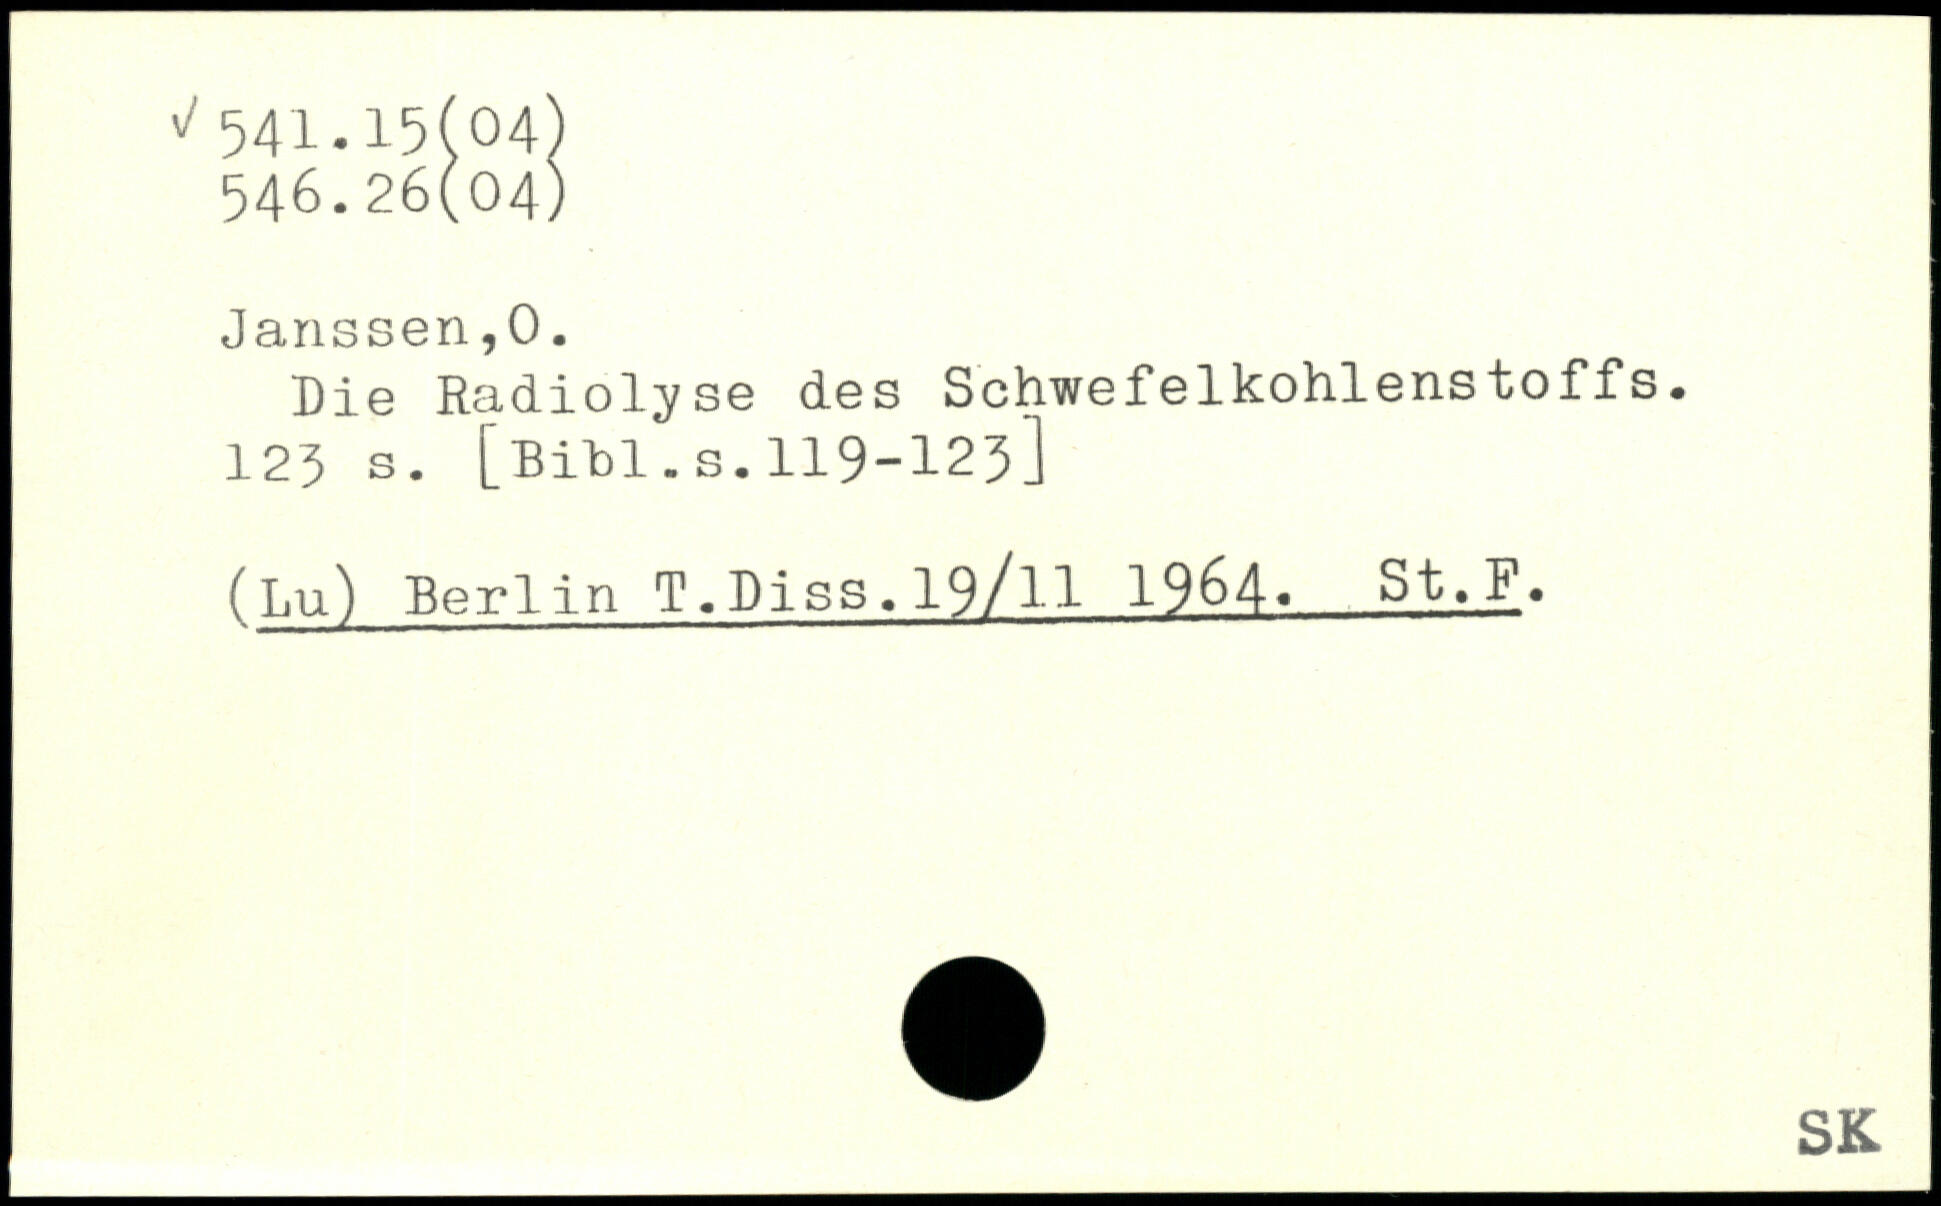 ✓ 541.15(04)
546.26(04)
Janssen,O.
Die Radiolyse des Schwefelkohlenstoffs.
123 s. [Bibl.s.119-123]
(Lu) Berlin T.Diss.19/11 1964. St.F.
SK